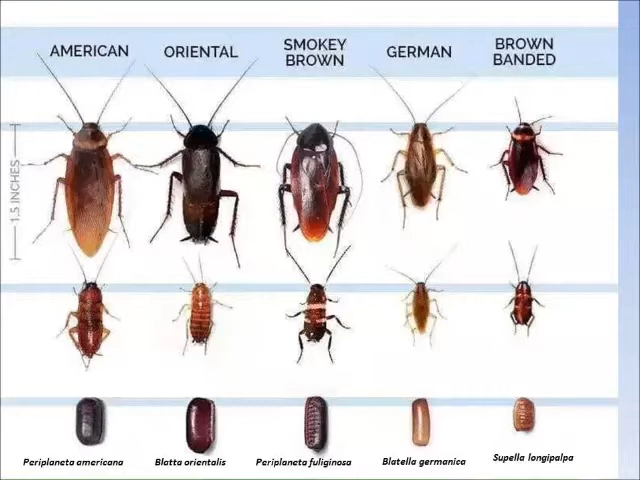 AMERICAN
ORIENTAL
SMOKEY
BROWN
GERMAN
BROWN
BANDED
1.5 INCHES
Periplaneta americana
Blatta orientalis
Periplaneta fuliginosa
Blatella germanica
Supella longipalpa